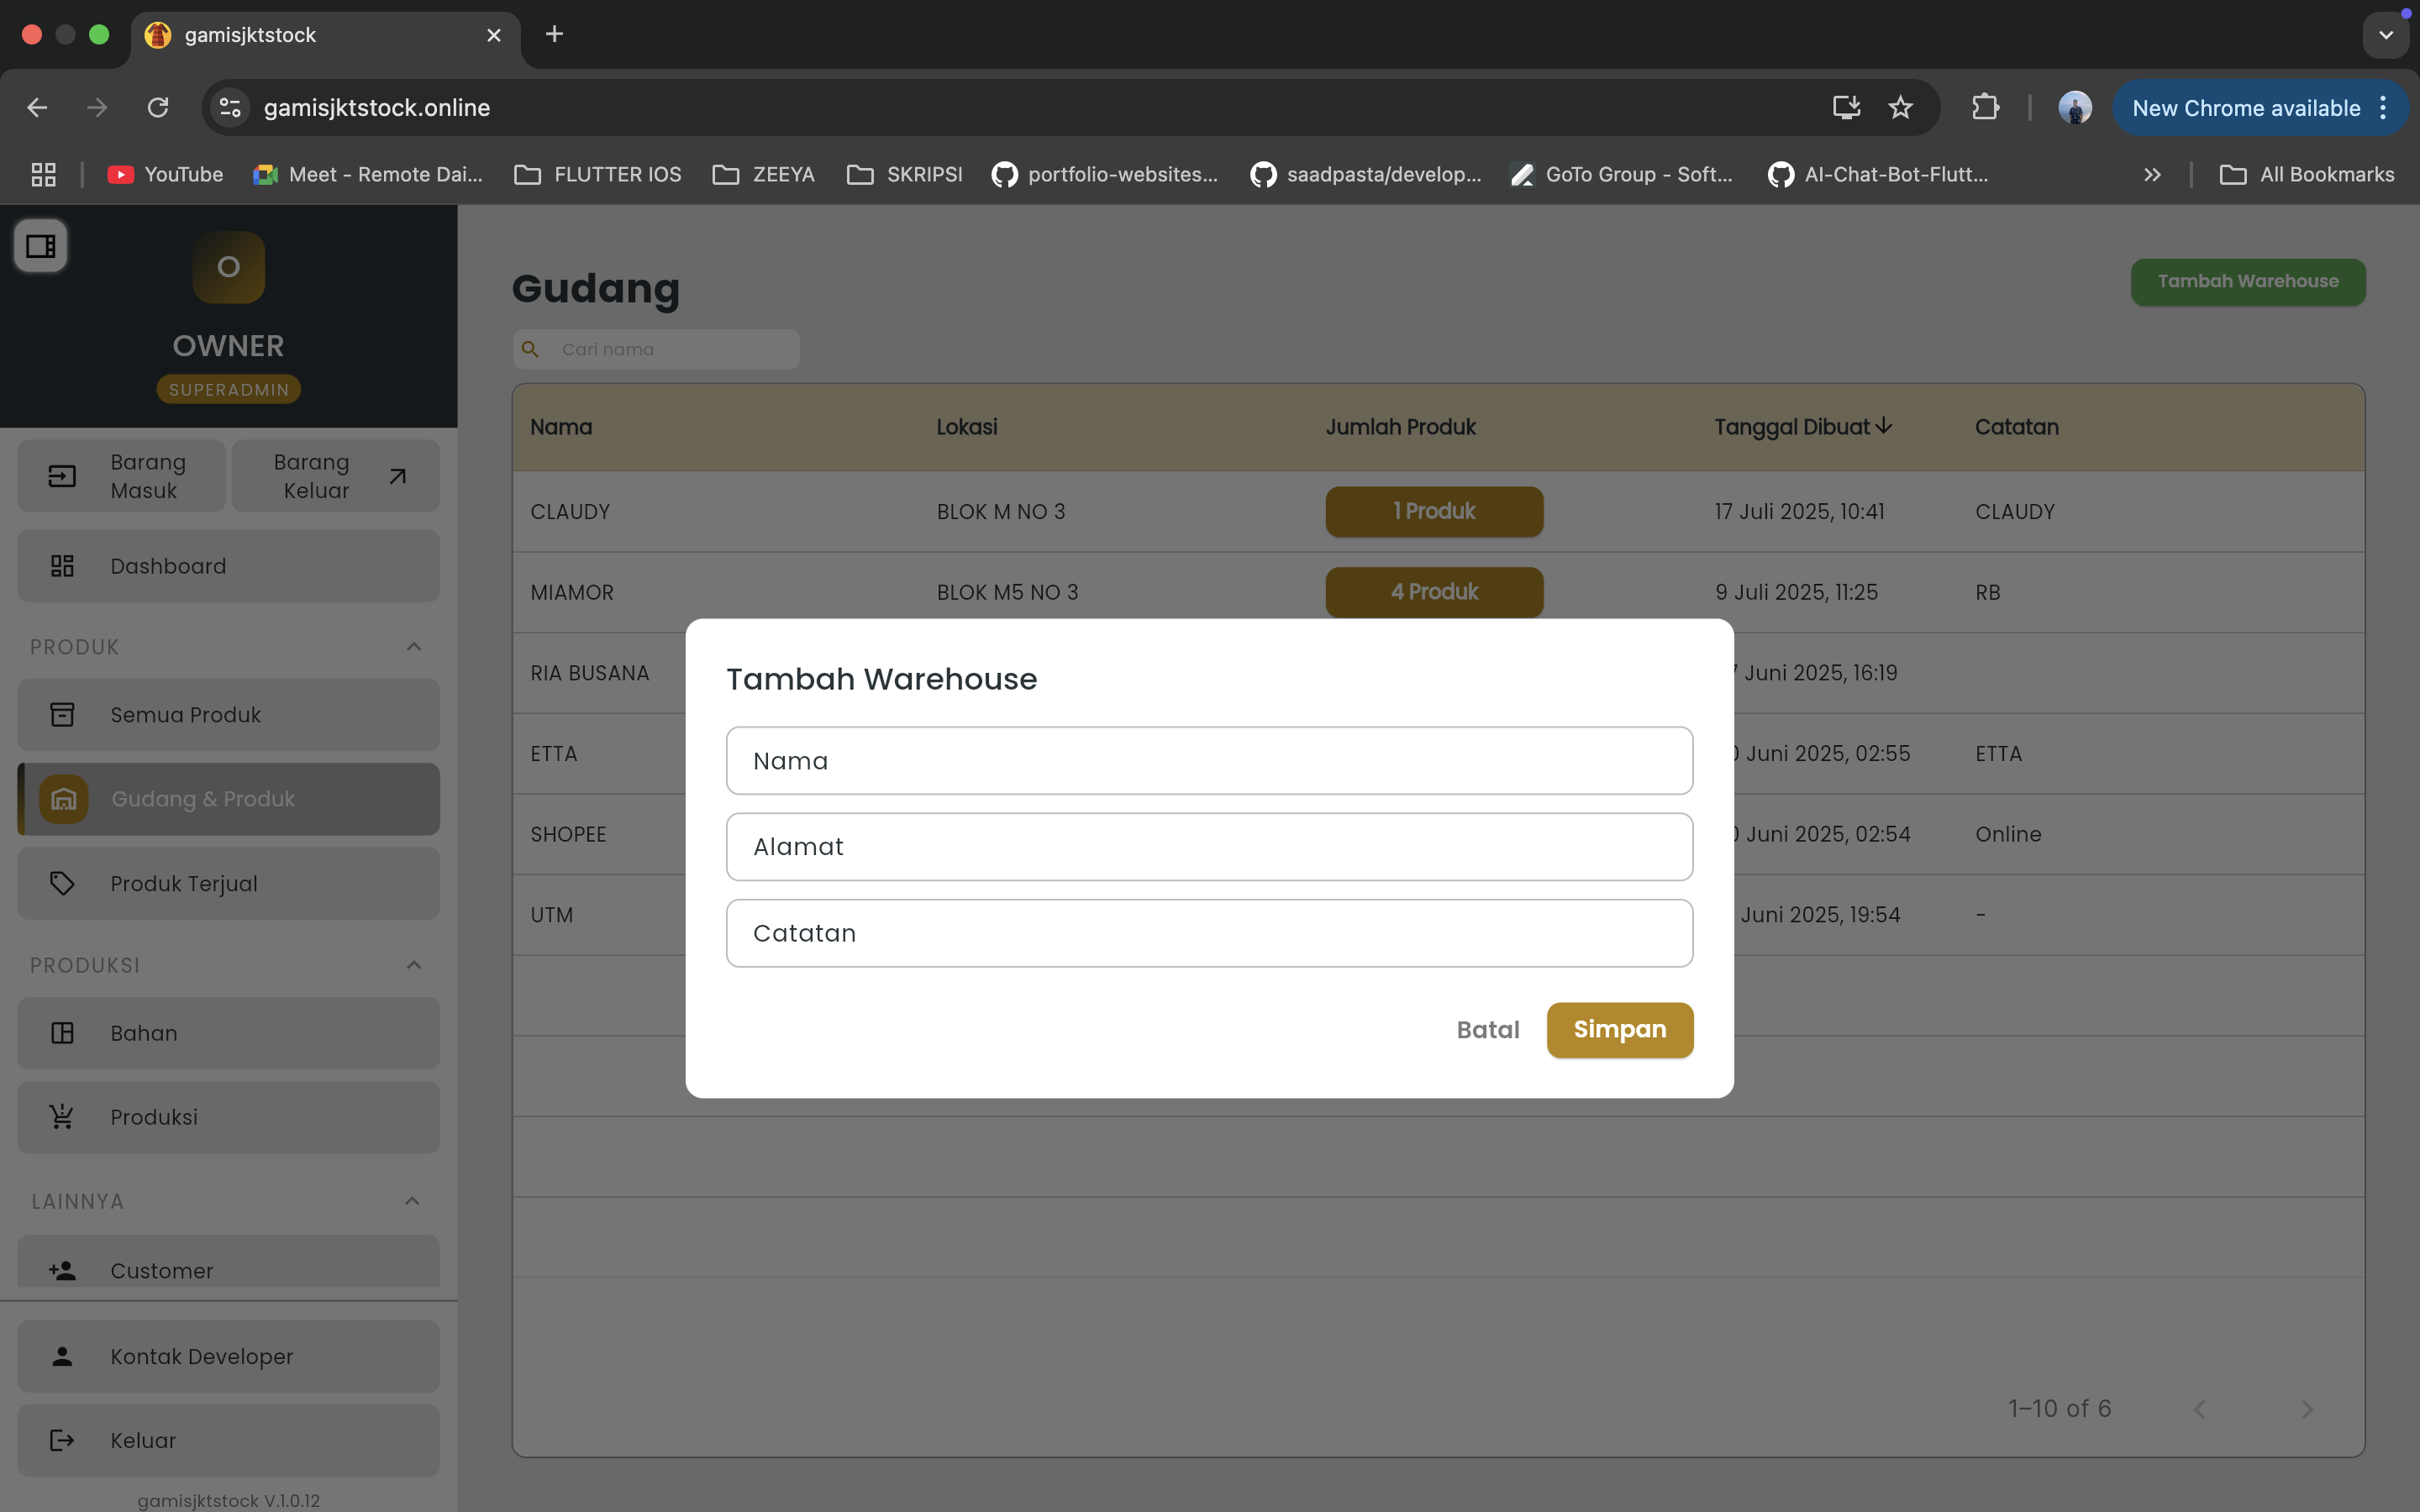 gamisjktstock
gamisjktstock.online
New Chrome available
YouTube
Meet - Remote Dai...
FLUTTER IOS
ZEEYA
SKRIPSI
portfolio-websites...
saadpasta/develop...
GoTo Group - Soft...
AI-Chat-Bot-Flutt...
All Bookmarks
O
OWNER
SUPERADMIN
Barang Masuk
Barang Keluar
Dashboard
PRODUK
Semua Produk
Gudang & Produk
Produk Terjual
PRODUKSI
Bahan
Produksi
LAINNYA
Customer
Kontak Developer
Keluar
gamisjktstock V.1.0.12
Gudang
Tambah Warehouse
Cari nama
Nama Lokasi Jumlah Produk Tanggal Dibuat Catatan
CLAUDY BLOK M NO 3 1 Produk 17 Juli 2025, 10:41 CLAUDY
MIAMOR BLOK M5 NO 3 4 Produk 9 Juli 2025, 11:25 RB
RIA BUSANA Juni 2025, 16:19
ETTA Juni 2025, 02:55 ETTA
SHOPEE Juni 2025, 02:54 Online
UTM Juni 2025, 19:54 -
Tambah Warehouse
Nama
Alamat
Catatan
Batal Simpan
1–10 of 6